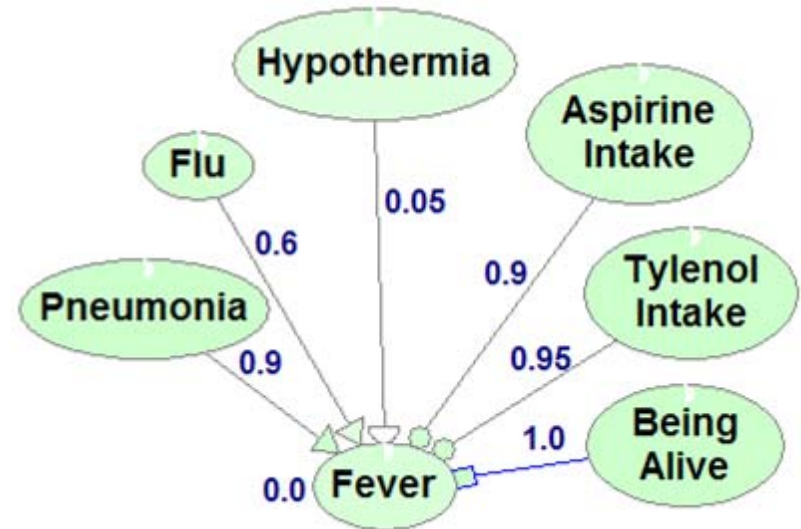 Hypothermia
Aspirine
Intake
Flu
0.05
0.6
0.9
Tylenol
Intake
Pneumonia
0.9
0.95
Being
Alive
1.0
0.0
Fever